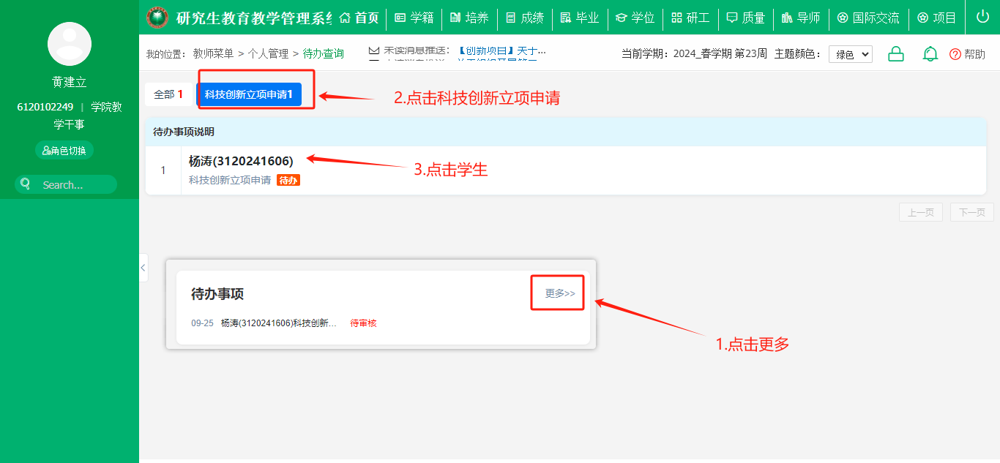 研究生教育教学管理系统
首页
学籍
培养
成绩
毕业
学位
研工
质量
导师
国际交流
项目
黄建立
6120102249 | 学院教
学干事
角色切换
Search...
我的位置： 教师菜单 > 个人管理 > 待办查询
未读消息推送：
【创新项目】关于...
当前学期：2024_春学期 第23周
主题颜色：
绿色
帮助
全部 1
科技创新立项申请1
2.点击科技创新立项申请
待办事项说明
1
杨涛(3120241606)
科技创新立项申请 待办
3.点击学生
上一页
下一页
待办事项
更多>>
09-25 杨涛(3120241606)科技创新... 待审核
1.点击更多